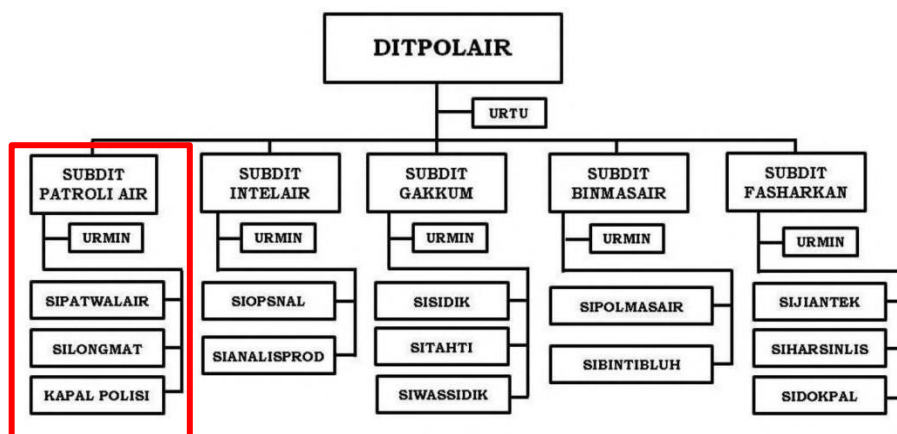 DITPOLAIR
URTU
SUBDIT
PATROLI AIR
URMIN
SIPATWALAIR
SILONGMAT
KAPAL POLISI
SUBDIT
INTELAIR
URMIN
SIOPSNAL
SIANALISPROD
SUBDIT
GAKKUM
URMIN
SISIDIK
SITAHTI
SIWASSIDIK
SUBDIT
BINMASAIR
URMIN
SIPOLMASAIR
SIBINTIBLUH
SUBDIT
FASHARKAN
URMIN
SIJIANTEK
SIHARSINLIS
SIDOKPAL